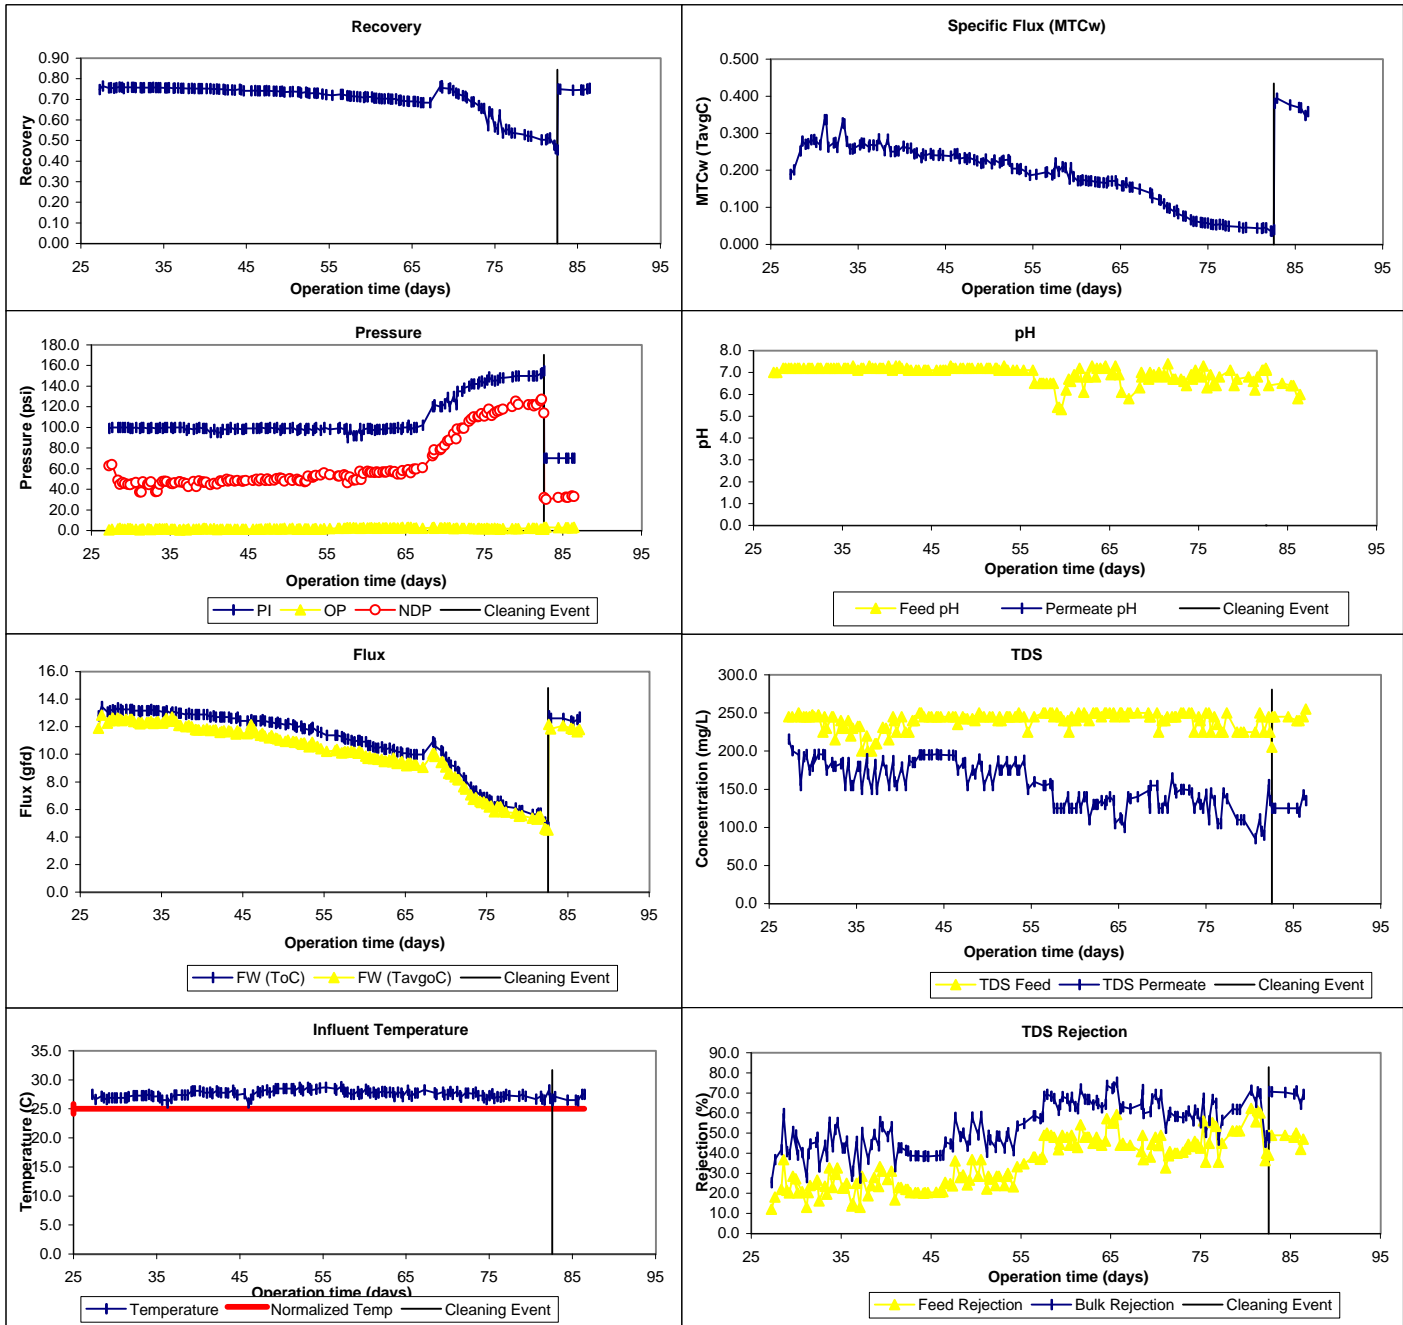 Recovery
0.90
0.80
0.70
0.60
0.50
0.40
0.30
0.20
0.10
0.00
Recovery
25 35 45 55 65 75 85 95
Operation time (days)
Specific Flux (MTCw)
0.500
0.400
0.300
0.200
0.100
0.000
MTCw (TavgC)
25 35 45 55 65 75 85 95
Operation time (days)
Pressure
180.0
160.0
140.0
120.0
100.0
80.0
60.0
40.0
20.0
0.0
Pressure (psi)
25 35 45 55 65 75 85 95
Operation time (days)
PI OP NDP Cleaning Event
pH
8.0
7.0
6.0
5.0
4.0
3.0
2.0
1.0
0.0
pH
25 35 45 55 65 75 85 95
Operation time (days)
Feed pH Permeate pH Cleaning Event
Flux
16.0
14.0
12.0
10.0
8.0
6.0
4.0
2.0
0.0
Flux (gfd)
25 35 45 55 65 75 85 95
Operation time (days)
FW (ToC) FW (TavgoC) Cleaning Event
TDS
300.0
250.0
200.0
150.0
100.0
50.0
0.0
Concentration (mg/L)
25 35 45 55 65 75 85 95
Operation time (days)
TDS Feed TDS Permeate Cleaning Event
Influent Temperature
35.0
30.0
25.0
20.0
15.0
10.0
5.0
0.0
Temperature (C)
25 35 45 55 65 75 85 95
Operation time (days)
Temperature Normalized Temp Cleaning Event
TDS Rejection
90.0
80.0
70.0
60.0
50.0
40.0
30.0
20.0
10.0
0.0
Rejection (%)
25 35 45 55 65 75 85 95
Operation time (days)
Feed Rejection Bulk Rejection Cleaning Event